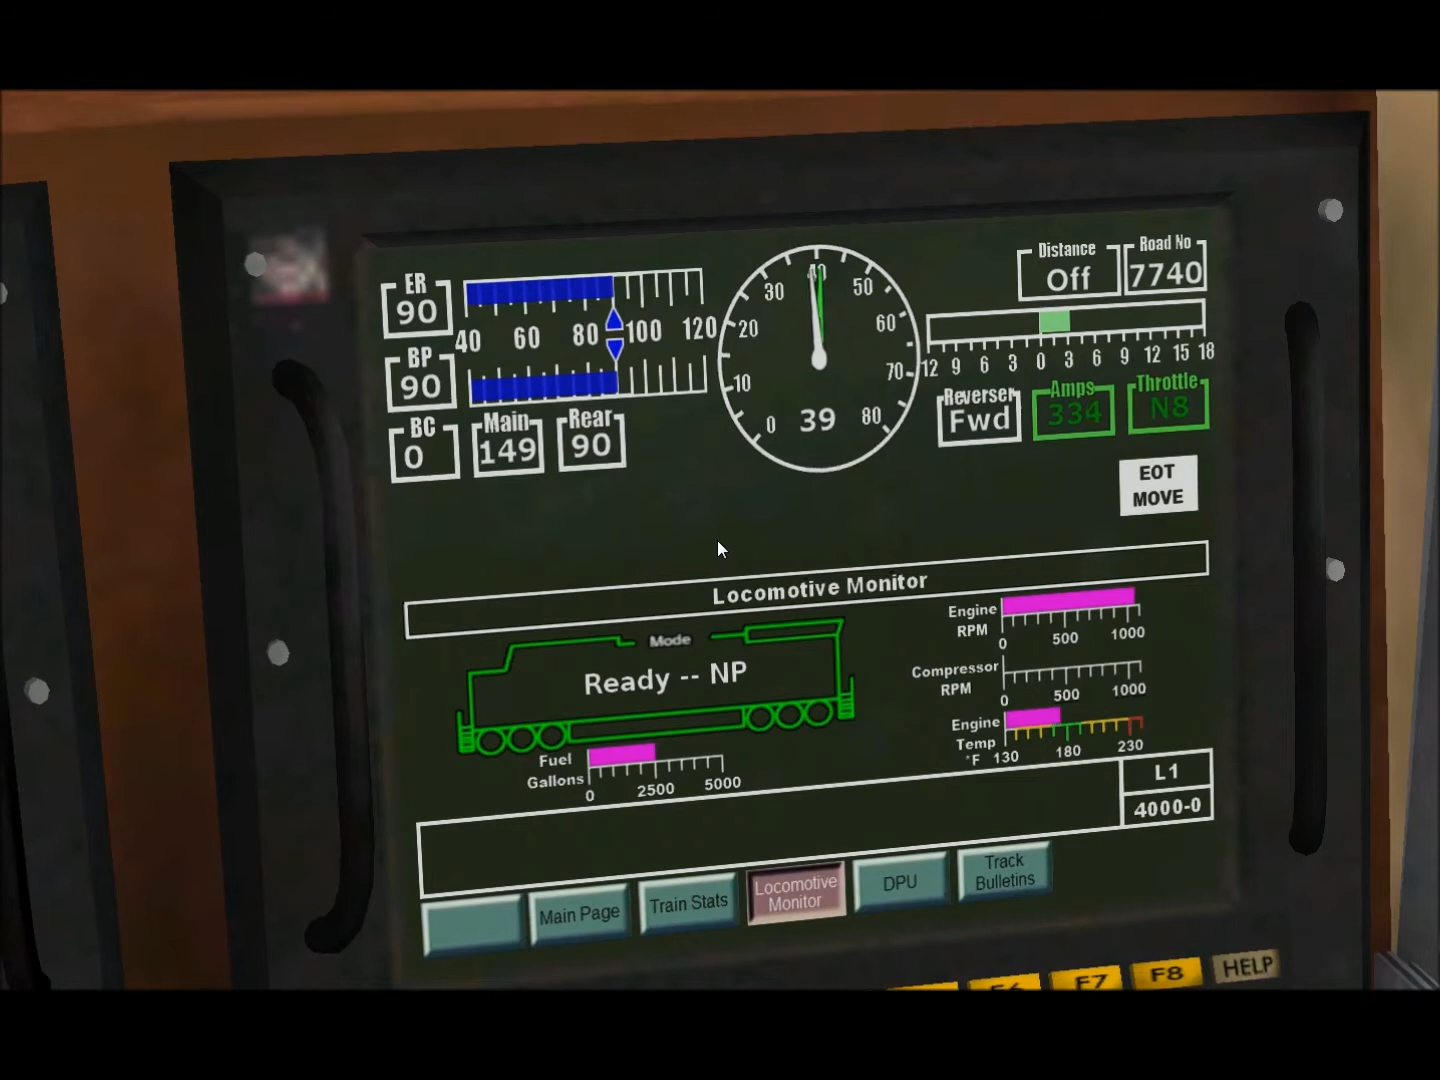 ER
90
40 60 80 100 120
BP
90
BC
0
Main
149
Rear
90
0 10 20 30 40 50 60 70 80
39
Distance
Off
Road No
7740
12 9 6 3 0 3 6 9 12 15 18
Reverser
Fwd
Amps
334
Throttle
N8
EOT
MOVE
Locomotive Monitor
Mode
Ready -- NP
Fuel
Gallons
0 2500 5000
Engine
RPM
0 500 1000
Compressor
RPM
0 500 1000
Engine
Temp
°F
130 180 230
L1
4000-0
Main Page
Train Stats
Locomotive
Monitor
DPU
Track
Bulletins
F6 F7 F8 HELP